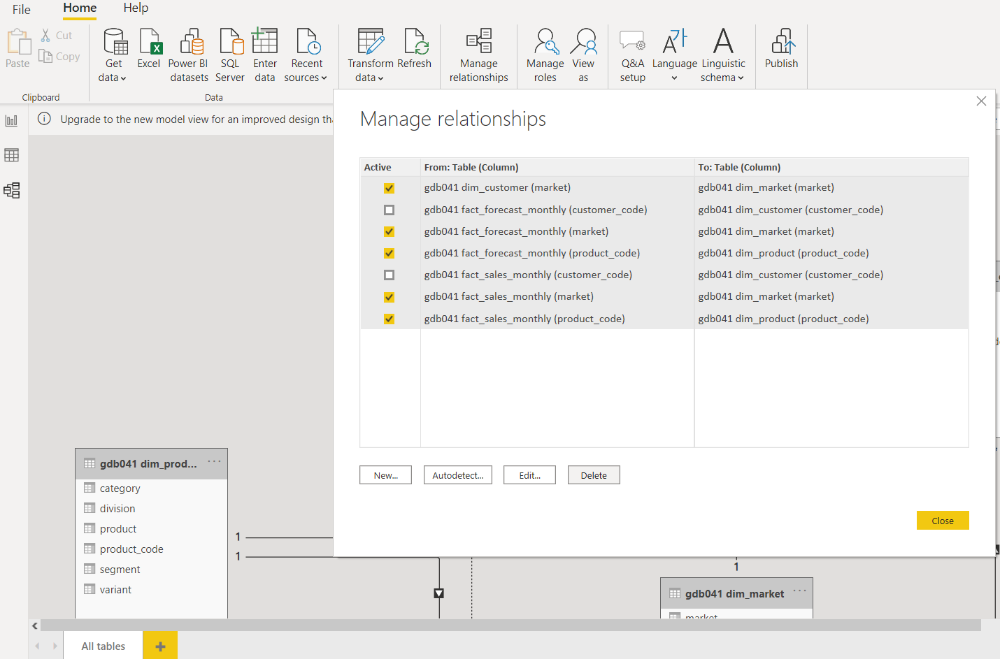 File Home Help
Paste
Cut
Copy
Clipboard
Get data
Excel
Power BI datasets
SQL Server
Enter data
Recent sources
Data
Transform data
Refresh
Manage relationships
Manage roles
View as
Q&A setup
Language
Linguistic schema
Publish
Upgrade to the new model view for an improved design tha
Manage relationships
Active From: Table (Column) To: Table (Column)
gdb041 dim_customer (market) gdb041 dim_market (market)
gdb041 fact_forecast_monthly (customer_code) gdb041 dim_customer (customer_code)
gdb041 fact_forecast_monthly (market) gdb041 dim_market (market)
gdb041 fact_forecast_monthly (product_code) gdb041 dim_product (product_code)
gdb041 fact_sales_monthly (customer_code) gdb041 dim_customer (customer_code)
gdb041 fact_sales_monthly (market) gdb041 dim_market (market)
gdb041 fact_sales_monthly (product_code) gdb041 dim_product (product_code)
New... Autodetect... Edit... Delete
Close
gdb041 dim_prod... ...
category
division
product
product_code
segment
variant
1
1
1
gdb041 dim_market ...
market
All tables